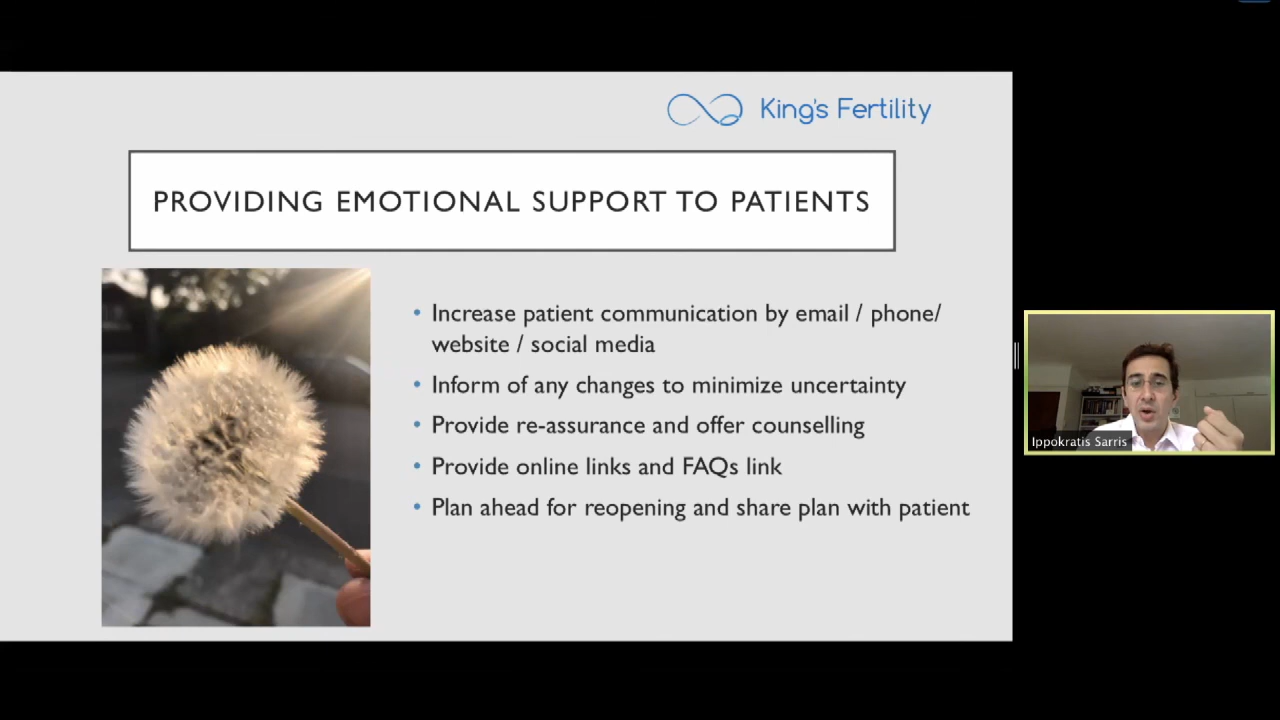 King's Fertility
PROVIDING EMOTIONAL SUPPORT TO PATIENTS
• Increase patient communication by email / phone/
website / social media
• Inform of any changes to minimize uncertainty
• Provide re-assurance and offer counselling
• Provide online links and FAQs link
• Plan ahead for reopening and share plan with patient
Ippokratis Sarris